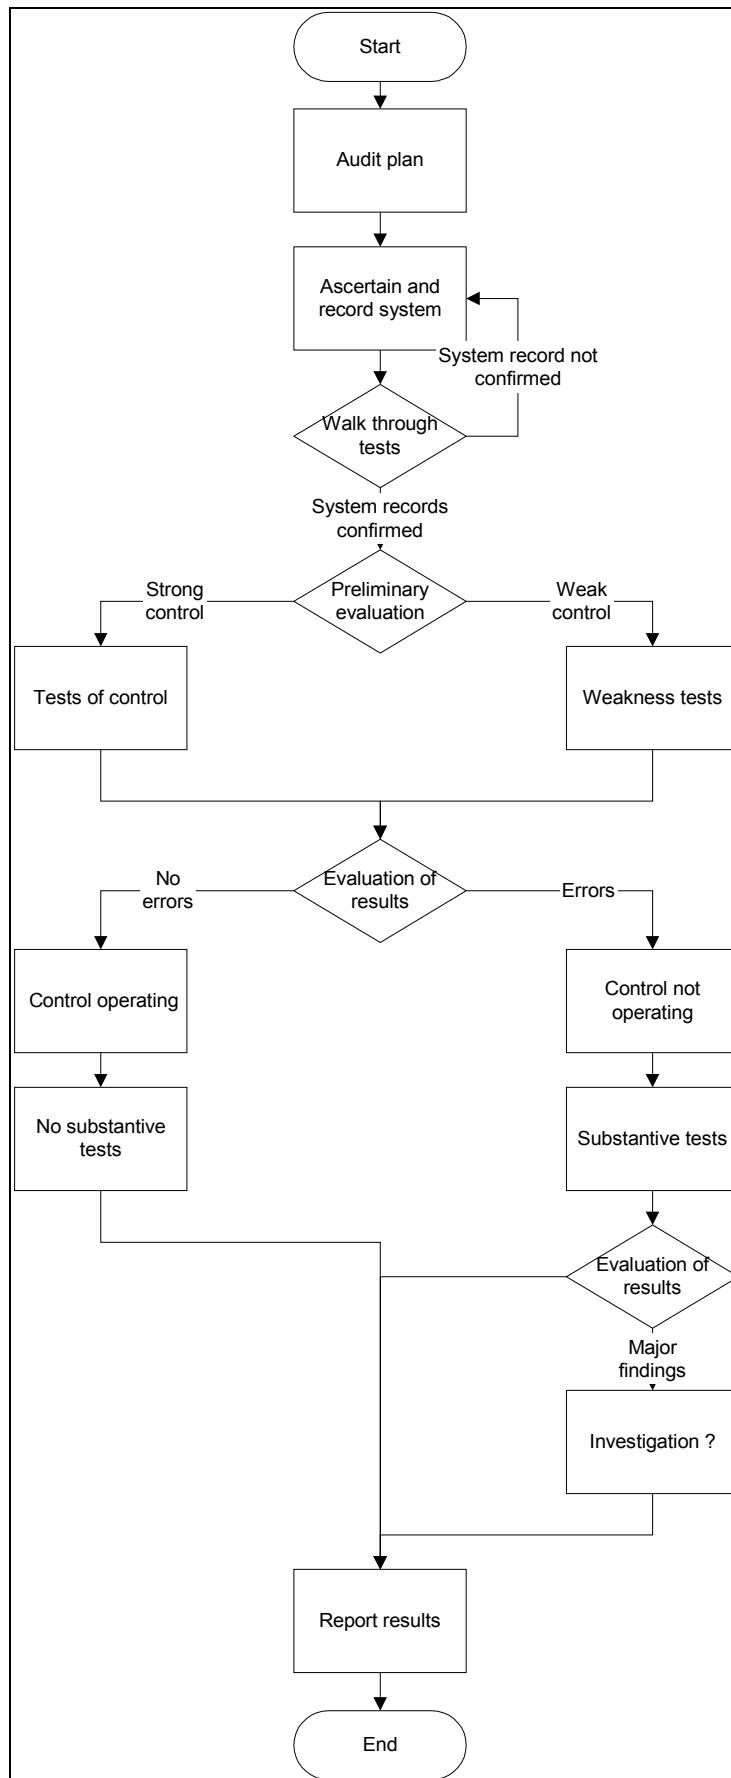 Start
Audit plan
Ascertain and
record system
System record not
confirmed
Walk through
tests
System records
confirmed
Strong
control
Preliminary
evaluation
Weak
control
Tests of control
Weakness tests
No
errors
Evaluation of
results
Errors
Control operating
Control not
operating
No substantive
tests
Substantive tests
Evaluation of
results
Major
findings
Investigation ?
Report results
End